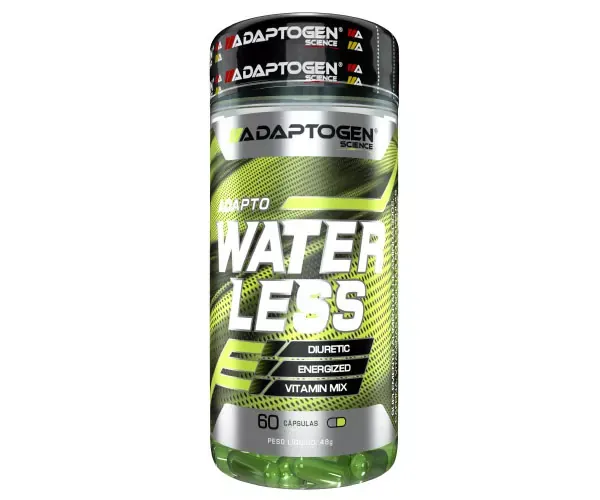 ADAPTOGEN®
SCIENCE
ADAPTOGEN®
SCIENCE
ADAPTOGEN®
SCIENCE
ADAPTO
WATER
LESS
DIURETIC
ENERGIZED
VITAMIN MIX
60 CÁPSULAS
PESO LÍQUIDO: 48g